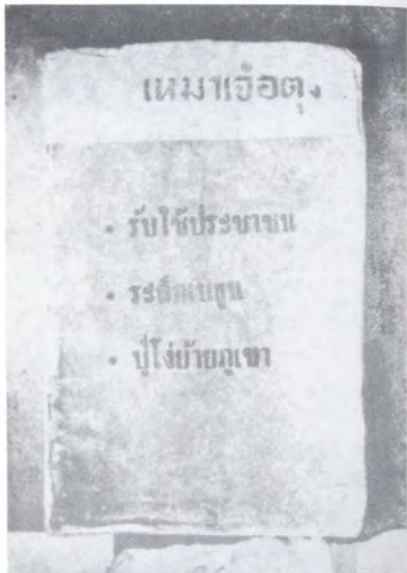 เหมาเจ๋อตุง
• รับใช้ประชาชน
• ระลึกเบธูน
• ปู่โง่ย้ายภูเขา